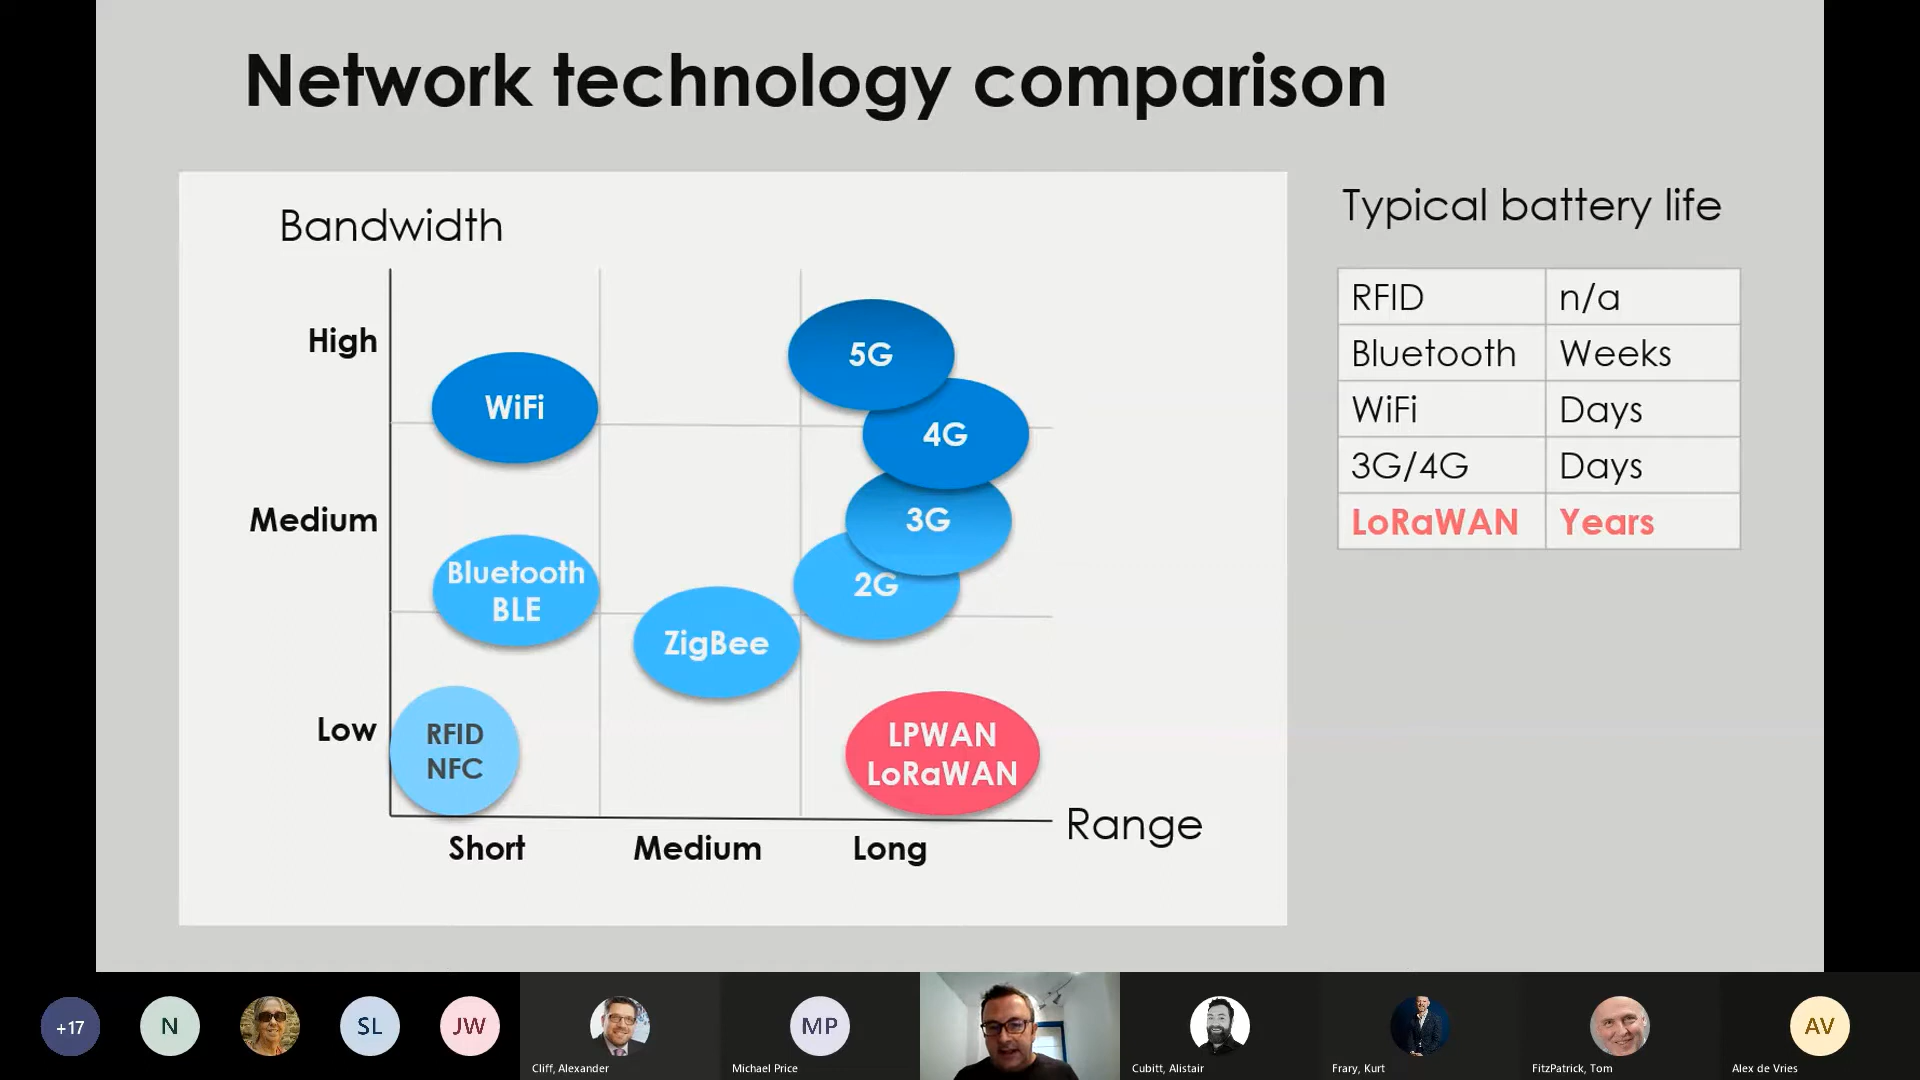 Network technology comparison
Bandwidth
High
Medium
Low
WiFi
5G
4G
3G
2G
Bluetooth
BLE
ZigBee
RFID
NFC
LPWAN
LoRaWAN
Short
Medium
Long
Range
Typical battery life
RFID n/a
Bluetooth Weeks
WiFi Days
3G/4G Days
LoRaWAN Years
+17
N
SL
JW
Cliff, Alexander
MP
Michael Price
Cubitt, Alistair
Frary, Kurt
FitzPatrick, Tom
AV
Alex de Vries